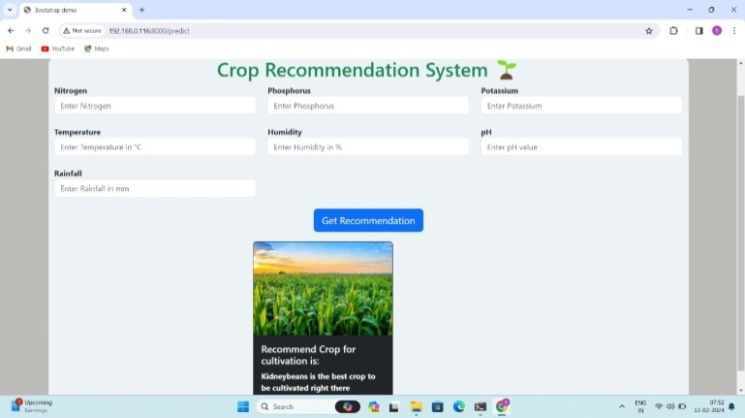 Bootstrap demo
Not secure 192.168.0.116:8000/predict
Gmail YouTube Maps
Crop Recommendation System
Nitrogen Phosphorus Potassium
Enter Nitrogen Enter Phosphorus Enter Potassium
Temperature Humidity pH
Enter Temperature in °C Enter Humidity in % Enter pH value
Rainfall
Enter Rainfall in mm
Get Recommendation
Recommend Crop for
cultivation is:
Kidneybeans is the best crop to
be cultivated right there
Upcoming
Earnings
Search
ENG
IN
07:52
12-02-2024